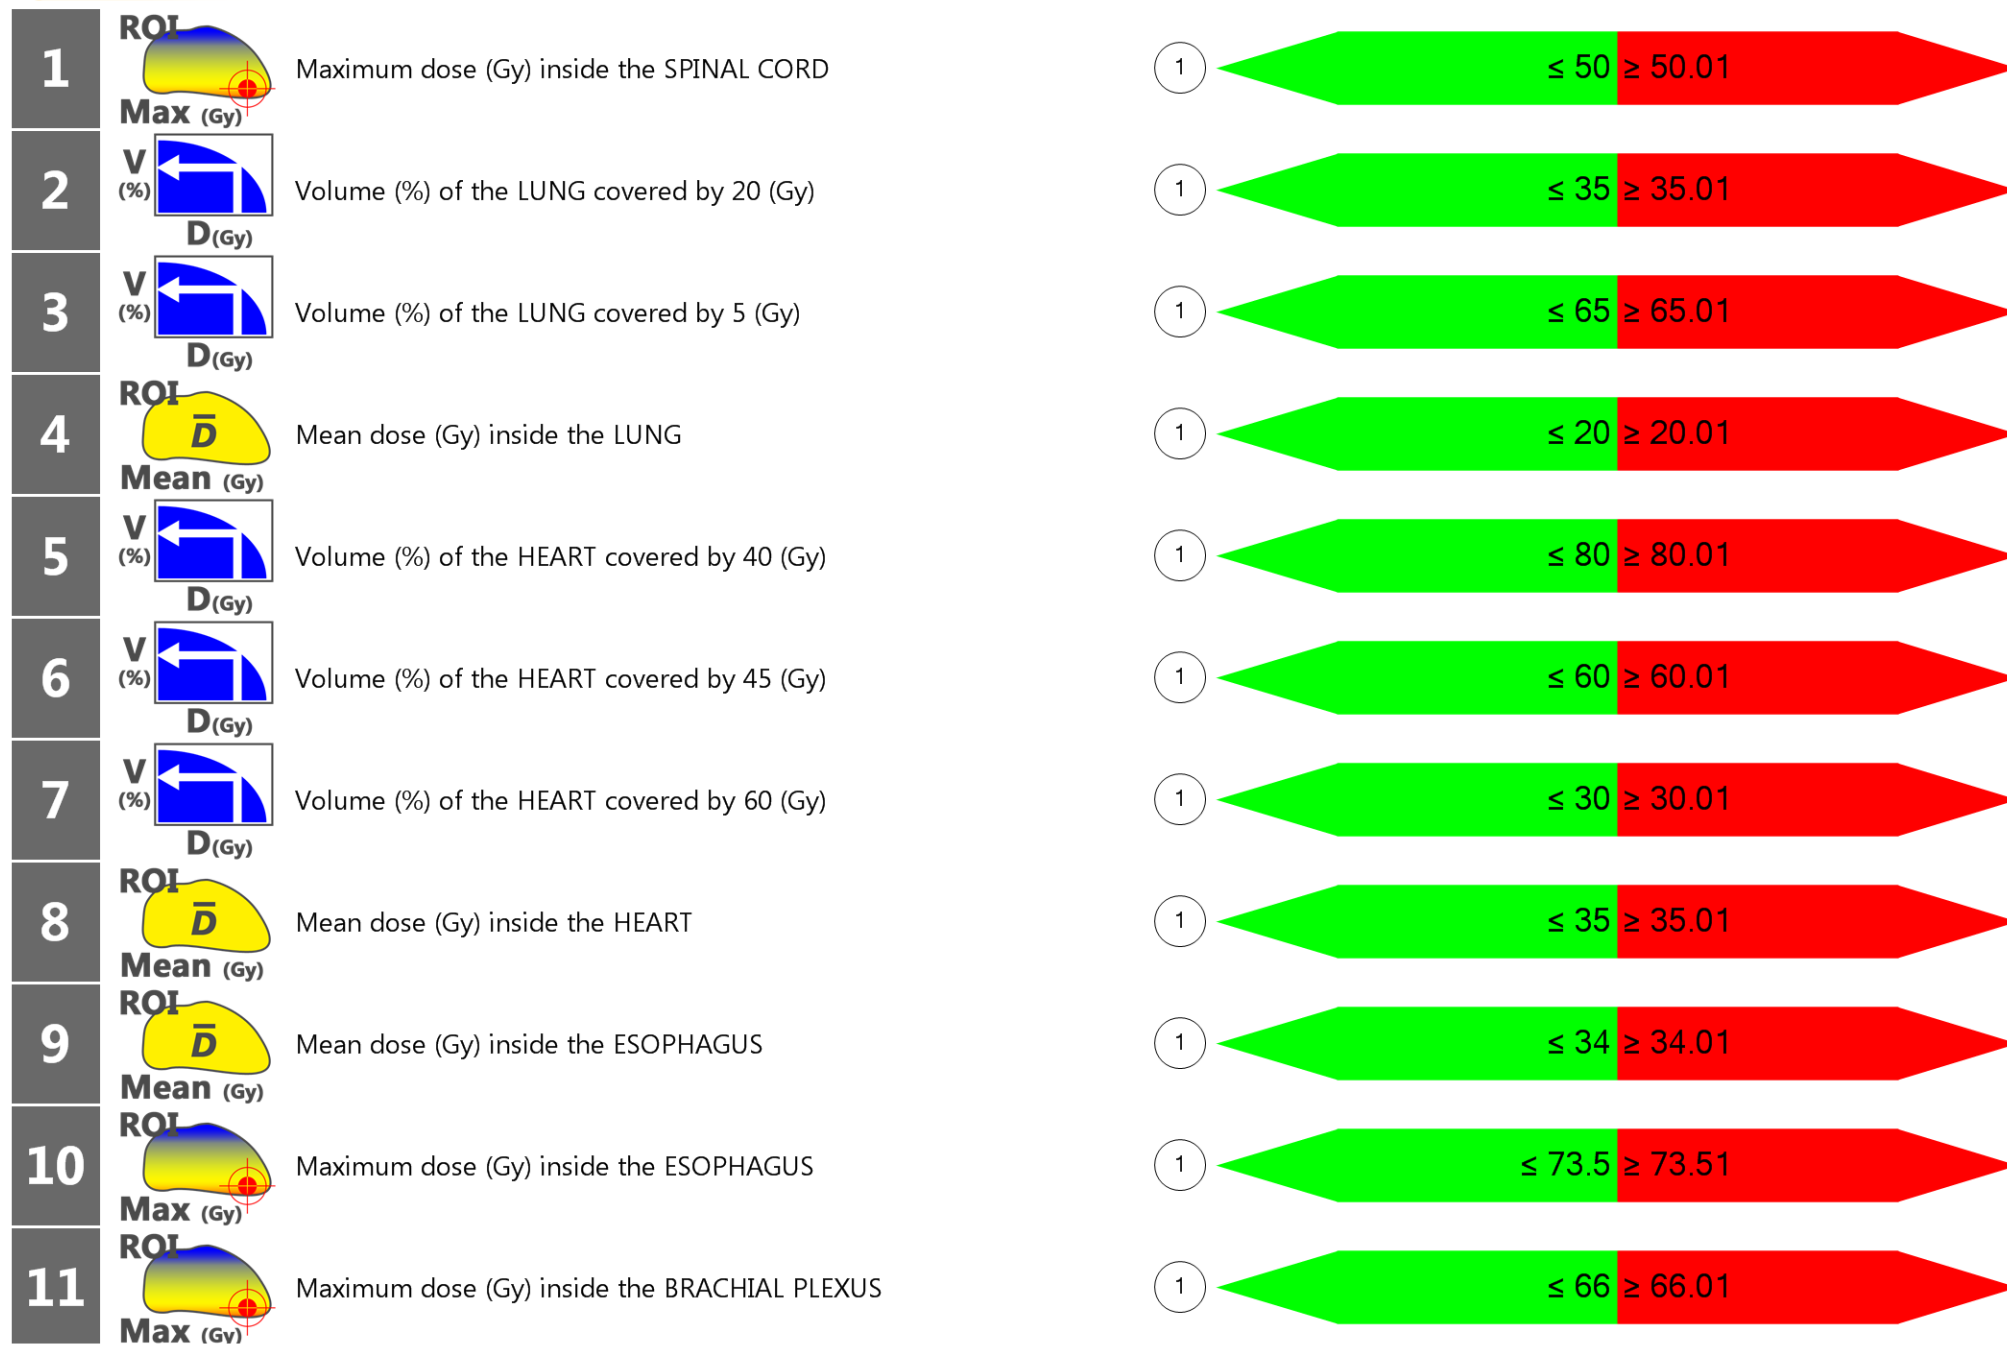 1
ROI
Max (Gy)
Maximum dose (Gy) inside the SPINAL CORD
1
≤ 50 ≥ 50.01
2
V
(%)
D(Gy)
Volume (%) of the LUNG covered by 20 (Gy)
1
≤ 35 ≥ 35.01
3
V
(%)
D(Gy)
Volume (%) of the LUNG covered by 5 (Gy)
1
≤ 65 ≥ 65.01
4
ROI
D̅
Mean (Gy)
Mean dose (Gy) inside the LUNG
1
≤ 20 ≥ 20.01
5
V
(%)
D(Gy)
Volume (%) of the HEART covered by 40 (Gy)
1
≤ 80 ≥ 80.01
6
V
(%)
D(Gy)
Volume (%) of the HEART covered by 45 (Gy)
1
≤ 60 ≥ 60.01
7
V
(%)
D(Gy)
Volume (%) of the HEART covered by 60 (Gy)
1
≤ 30 ≥ 30.01
8
ROI
D̅
Mean (Gy)
Mean dose (Gy) inside the HEART
1
≤ 35 ≥ 35.01
9
ROI
D̅
Mean (Gy)
Mean dose (Gy) inside the ESOPHAGUS
1
≤ 34 ≥ 34.01
10
ROI
Max (Gy)
Maximum dose (Gy) inside the ESOPHAGUS
1
≤ 73.5 ≥ 73.51
11
ROI
Max (Gy)
Maximum dose (Gy) inside the BRACHIAL PLEXUS
1
≤ 66 ≥ 66.01